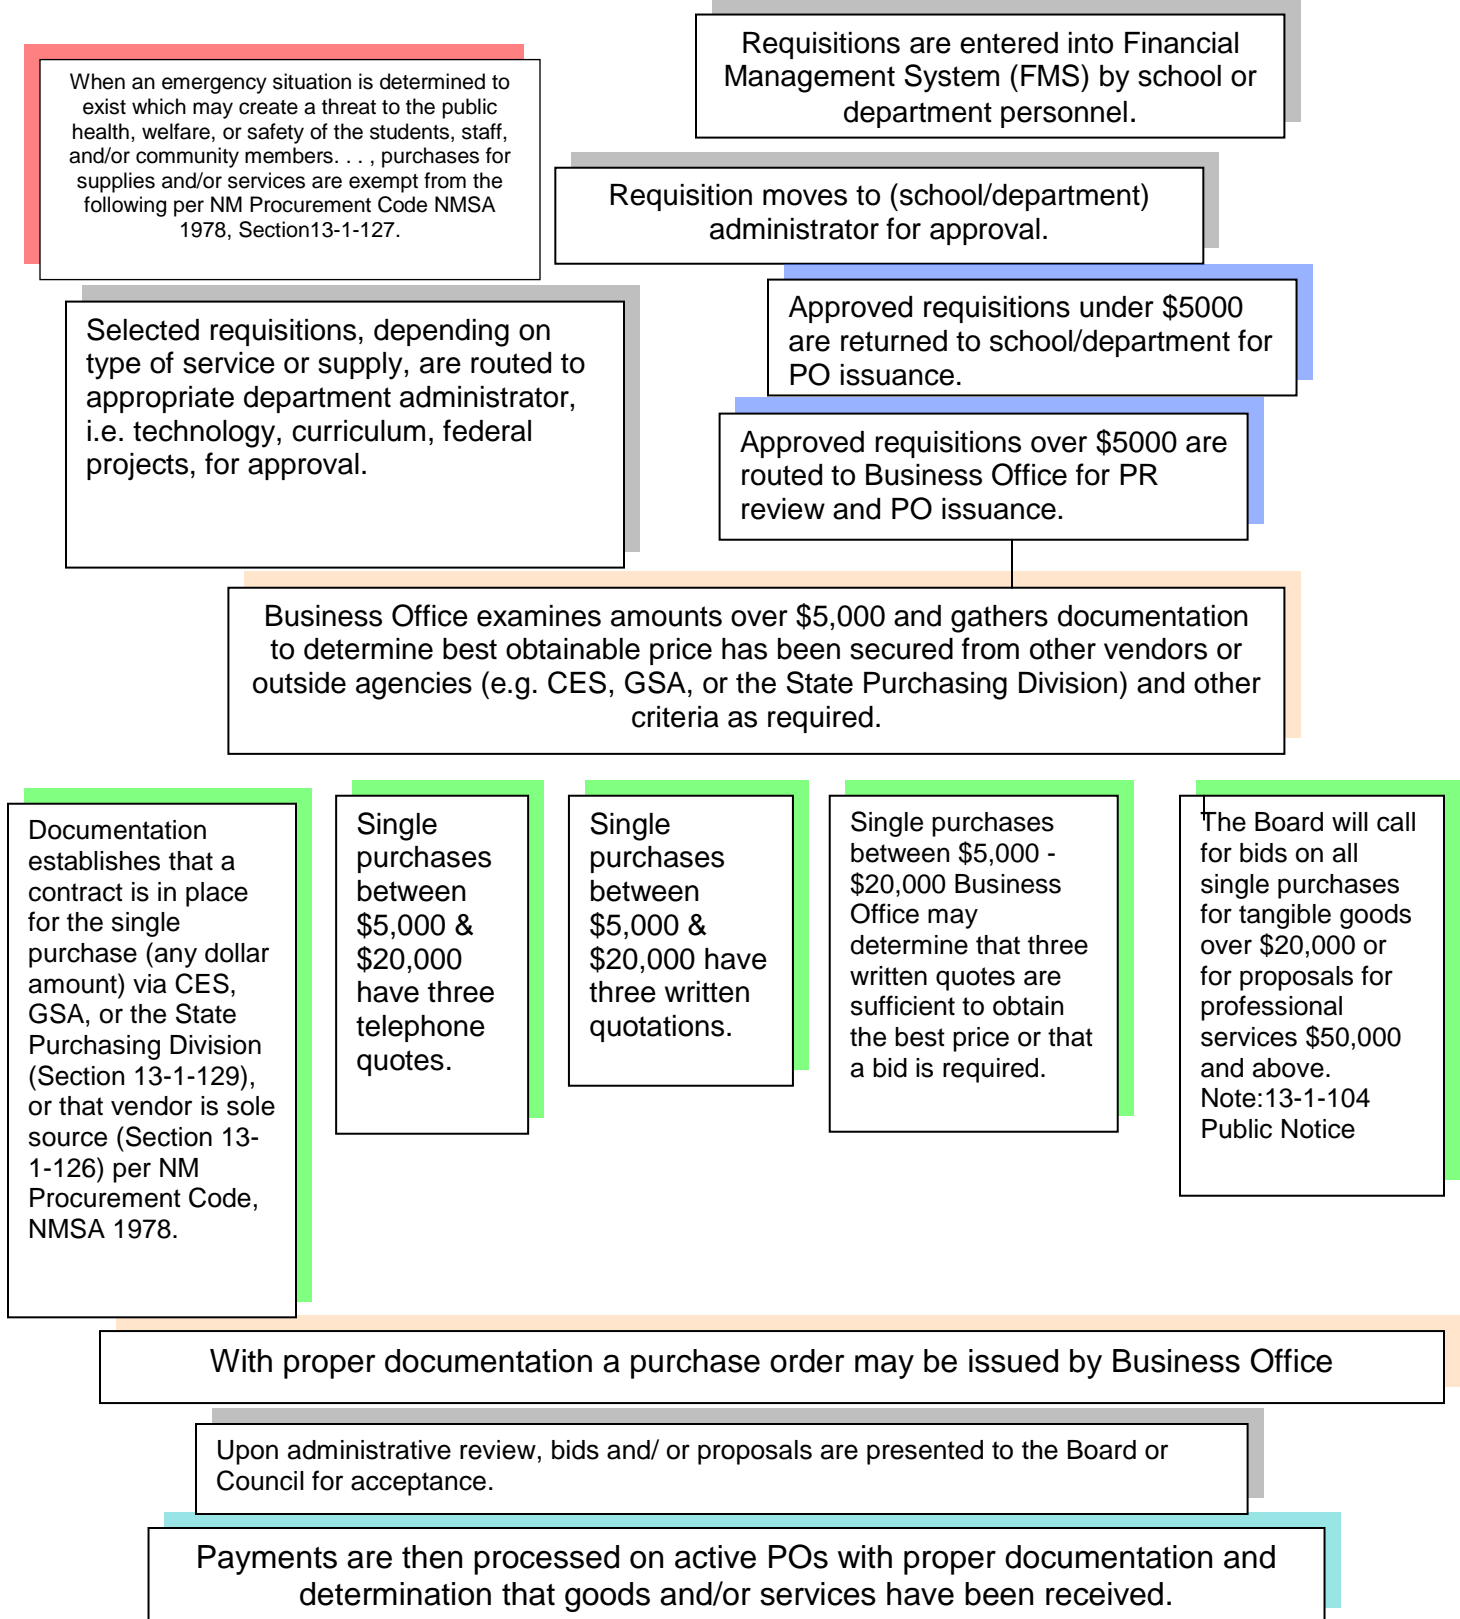 Requisitions are entered into Financial
Management System (FMS) by school or
department personnel.
When an emergency situation is determined to
exist which may create a threat to the public
health, welfare, or safety of the students, staff,
and/or community members. . . , purchases for
supplies and/or services are exempt from the
following per NM Procurement Code NMSA
1978, Section13-1-127.
Requisition moves to (school/department)
administrator for approval.
Selected requisitions, depending on
type of service or supply, are routed to
appropriate department administrator,
i.e. technology, curriculum, federal
projects, for approval.
Approved requisitions under $5000
are returned to school/department for
PO issuance.
Approved requisitions over $5000 are
routed to Business Office for PR
review and PO issuance.
Business Office examines amounts over $5,000 and gathers documentation
to determine best obtainable price has been secured from other vendors or
outside agencies (e.g. CES, GSA, or the State Purchasing Division) and other
criteria as required.
Documentation
establishes that a
contract is in place
for the single
purchase (any dollar
amount) via CES,
GSA, or the State
Purchasing Division
(Section 13-1-129),
or that vendor is sole
source (Section 13-
1-126) per NM
Procurement Code,
NMSA 1978.
Single
purchases
between
$5,000 &
$20,000
have three
telephone
quotes.
Single
purchases
between
$5,000 &
$20,000 have
three written
quotations.
Single purchases
between $5,000 -
$20,000 Business
Office may
determine that three
written quotes are
sufficient to obtain
the best price or that
a bid is required.
The Board will call
for bids on all
single purchases
for tangible goods
over $20,000 or
for proposals for
professional
services $50,000
and above.
Note:13-1-104
Public Notice
With proper documentation a purchase order may be issued by Business Office
Upon administrative review, bids and/ or proposals are presented to the Board or
Council for acceptance.
Payments are then processed on active POs with proper documentation and
determination that goods and/or services have been received.